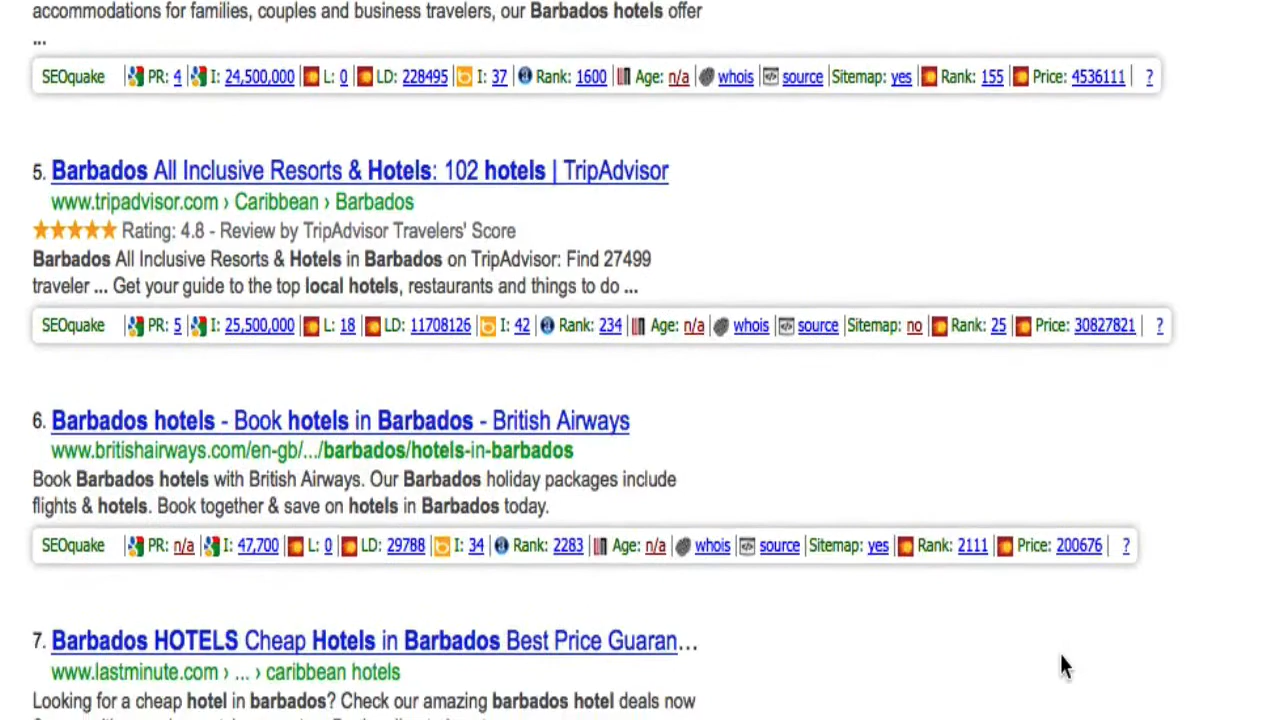 accommodations for families, couples and business travelers, our Barbados hotels offer
...
SEOquake PR: 4 I: 24,500,000 L: 0 LD: 228495 I: 37 Rank: 1600 Age: n/a whois source Sitemap: yes Rank: 155 Price: 4536111 ?
5. Barbados All Inclusive Resorts & Hotels: 102 hotels | TripAdvisor
www.tripadvisor.com › Caribbean › Barbados
Rating: 4.8 - Review by TripAdvisor Travelers' Score
Barbados All Inclusive Resorts & Hotels in Barbados on TripAdvisor: Find 27499
traveler ... Get your guide to the top local hotels, restaurants and things to do ...
SEOquake PR: 5 I: 25,500,000 L: 18 LD: 11708126 I: 42 Rank: 234 Age: n/a whois source Sitemap: no Rank: 25 Price: 30827821 ?
6. Barbados hotels - Book hotels in Barbados - British Airways
www.britishairways.com/en-gb/.../barbados/hotels-in-barbados
Book Barbados hotels with British Airways. Our Barbados holiday packages include
flights & hotels. Book together & save on hotels in Barbados today.
SEOquake PR: n/a I: 47,700 L: 0 LD: 29788 I: 34 Rank: 2283 Age: n/a whois source Sitemap: yes Rank: 2111 Price: 200676 ?
7. Barbados HOTELS Cheap Hotels in Barbados Best Price Guaran...
www.lastminute.com › ... › caribbean hotels
Looking for a cheap hotel in barbados? Check our amazing barbados hotel deals now